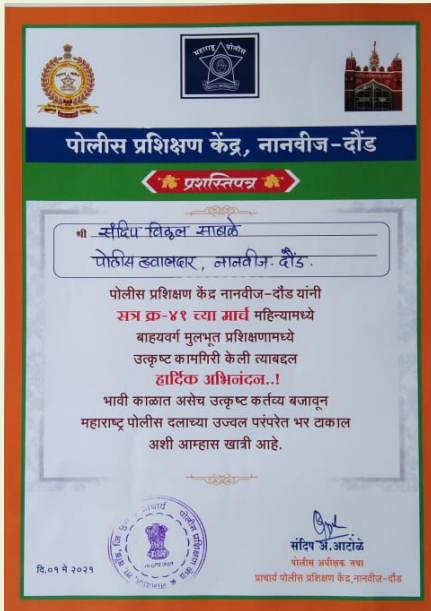 महाराष्ट्र पोलीस
पोलीस प्रशिक्षण केंद्र, नानवीज-दौंड
प्रशस्तिपत्र
श्री संदिप विठ्ठल साबळे
पोलीस हवालदार, नानवीज. दौंड.
पोलीस प्रशिक्षण केंद्र नानवीज-दौंड यांनी
सत्र क्र-४१ च्या मार्च महिन्यामध्ये
बाहयवर्ग मुलभूत प्रशिक्षणामध्ये
उत्कृष्ट कामगिरी केली त्याबद्दल
हार्दिक अभिनंदन..!
भावी काळात असेच उत्कृष्ट कर्तव्य बजावून
महाराष्ट्र पोलीस दलाच्या उज्वल परंपरेत भर टाकाल
अशी आम्हास खात्री आहे.
संदिप जे.आटोळे
पोलीस अधीक्षक तथा
दि.०१ मे २०२१
प्राचार्य पोलीस प्रशिक्षण केंद्र,नानवीज-दौंड